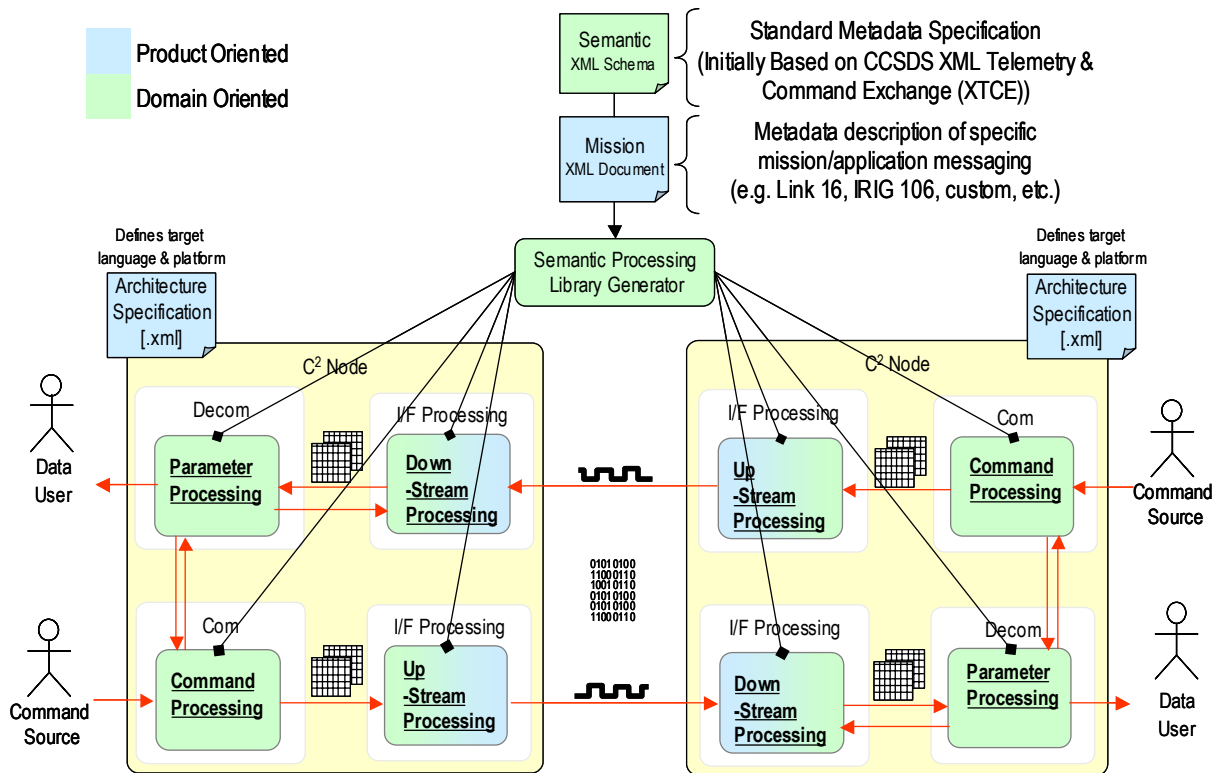 Product Oriented
Domain Oriented
Semantic
XML Schema
Standard Metadata Specification
(Initially Based on CCSDS XML Telemetry &
Command Exchange (XTCE))
Mission
XML Document
Metadata description of specific
mission/application messaging
(e.g. Link 16, IRIG 106, custom, etc.)
Semantic Processing
Library Generator
Defines target
language & platform
Architecture
Specification
[.xml]
Defines target
language & platform
Architecture
Specification
[.xml]
C² Node
Decom
Parameter
Processing
I/F Processing
Down
-Stream
Processing
Data
User
C² Node
I/F Processing
Up
-Stream
Processing
Com
Command
Processing
Command
Source
01010100
11000110
10010110
01010100
01010100
11000110
Com
Command
Processing
I/F Processing
Up
-Stream
Processing
Command
Source
I/F Processing
Down
-Stream
Processing
Decom
Parameter
Processing
Data
User